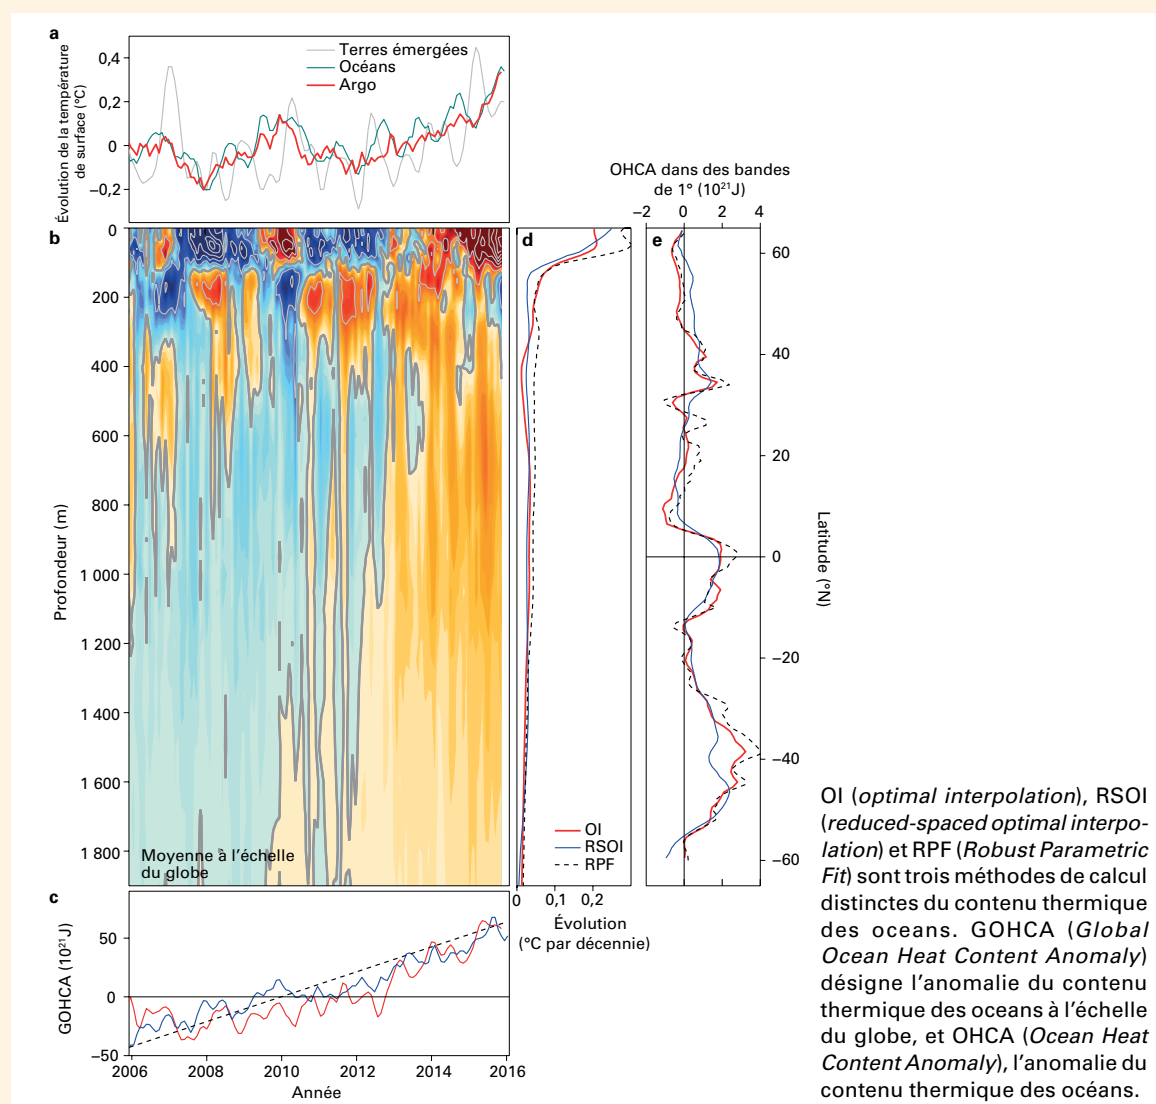 a
Évolution de la température
de surface (°C)
0,4
0,2
0
−0,2
Terres émergées
Océans
Argo
b
Profondeur (m)
0
200
400
600
800
1 000
1 200
1 400
1 600
1 800
Moyenne à l'échelle
du globe
d
OI
RSOI
RPF
0 0,1 0,2
Évolution
(°C par décennie)
OHCA dans des bandes
de 1° (10²¹J)
−2 0 2 4
e
60
40
20
0
−20
−40
−60
Latitude (°N)
c
GOHCA (10²¹J)
50
0
−50
2006 2008 2010 2012 2014 2016
Année
OI (optimal interpolation), RSOI
(reduced-spaced optimal interpo-
lation) et RPF (Robust Parametric
Fit) sont trois méthodes de calcul
distinctes du contenu thermique
des oceans. GOHCA (Global
Ocean Heat Content Anomaly)
désigne l'anomalie du contenu
thermique des oceans à l'échelle
du globe, et OHCA (Ocean Heat
Content Anomaly), l'anomalie du
contenu thermique des océans.